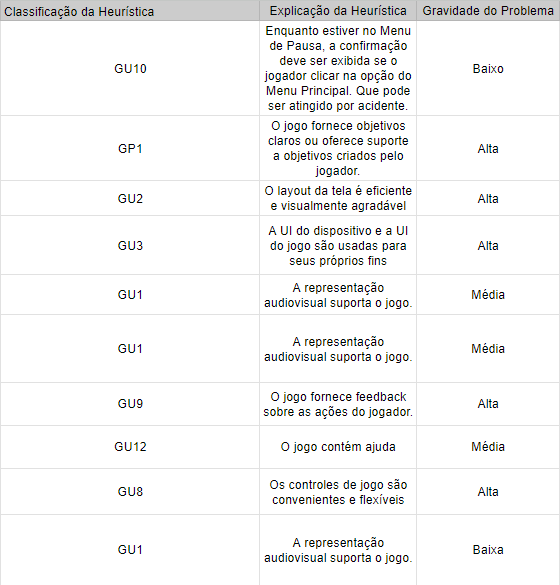 Classificação da Heurística Explicação da Heurística Gravidade do Problema
GU10
Enquanto estiver no Menu
de Pausa, a confirmação
deve ser exibida se o
jogador clicar na opção do
Menu Principal. Que pode
ser atingido por acidente.
Baixo
GP1
O jogo fornece objetivos
claros ou oferece suporte
a objetivos criados pelo
jogador.
Alta
GU2
O layout da tela é eficiente
e visualmente agradável
Alta
GU3
A UI do dispositivo e a UI
do jogo são usadas para
seus próprios fins
Alta
GU1
A representação
audiovisual suporta o jogo.
Média
GU1
A representação
audiovisual suporta o jogo.
Média
GU9
O jogo fornece feedback
sobre as ações do jogador.
Alta
GU12
O jogo contém ajuda
Média
GU8
Os controles de jogo são
convenientes e flexíveis
Alta
GU1
A representação
audiovisual suporta o jogo.
Baixa